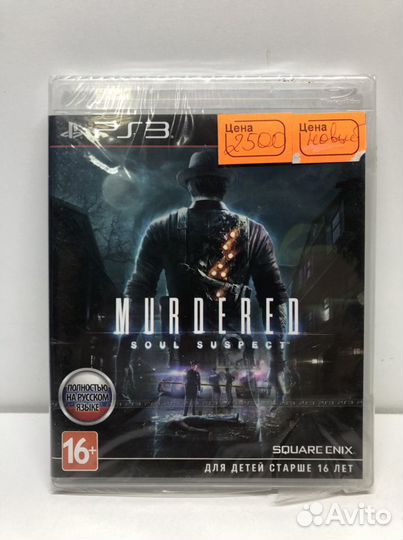 PS3
Цена
2500
Цена
новый
MURDERED
SOUL SUSPECT
ПОЛНОСТЬЮ
НА РУССКОМ
ЯЗЫКЕ
16+
SQUARE ENIX
ДЛЯ ДЕТЕЙ СТАРШЕ 16 ЛЕТ
Avito